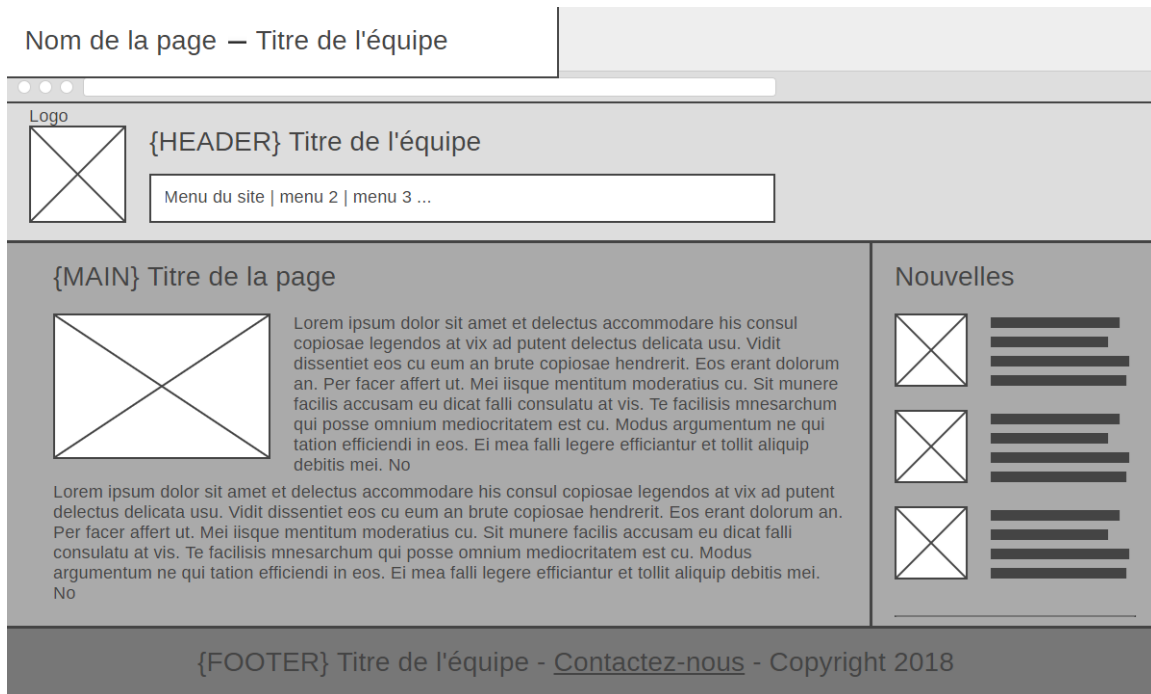 Nom de la page – Titre de l'équipe
Logo
{HEADER} Titre de l'équipe
Menu du site | menu 2 | menu 3 ...
{MAIN} Titre de la page
Lorem ipsum dolor sit amet et delectus accommodare his consul
copiosae legendos at vix ad putent delectus delicata usu. Vidit
dissentiet eos cu eum an brute copiosae hendrerit. Eos erant dolorum
an. Per facer affert ut. Mei iisque mentitum moderatius cu. Sit munere
facilis accusam eu dicat falli consulatu at vis. Te facilisis mnesarchum
qui posse omnium mediocritatem est cu. Modus argumentum ne qui
tation efficiendi in eos. Ei mea falli legere efficiantur et tollit aliquip
debitis mei. No
Lorem ipsum dolor sit amet et delectus accommodare his consul copiosae legendos at vix ad putent
delectus delicata usu. Vidit dissentiet eos cu eum an brute copiosae hendrerit. Eos erant dolorum an.
Per facer affert ut. Mei iisque mentitum moderatius cu. Sit munere facilis accusam eu dicat falli
consulatu at vis. Te facilisis mnesarchum qui posse omnium mediocritatem est cu. Modus
argumentum ne qui tation efficiendi in eos. Ei mea falli legere efficiantur et tollit aliquip debitis mei.
No
Nouvelles
{FOOTER} Titre de l'équipe - Contactez-nous - Copyright 2018